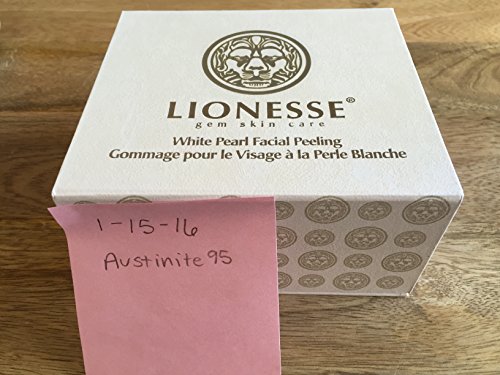 LIONESSE®
gem skin care
White Pearl Facial Peeling
Gommage pour le Visage à la Perle Blanche
1-15-16
Austinite95